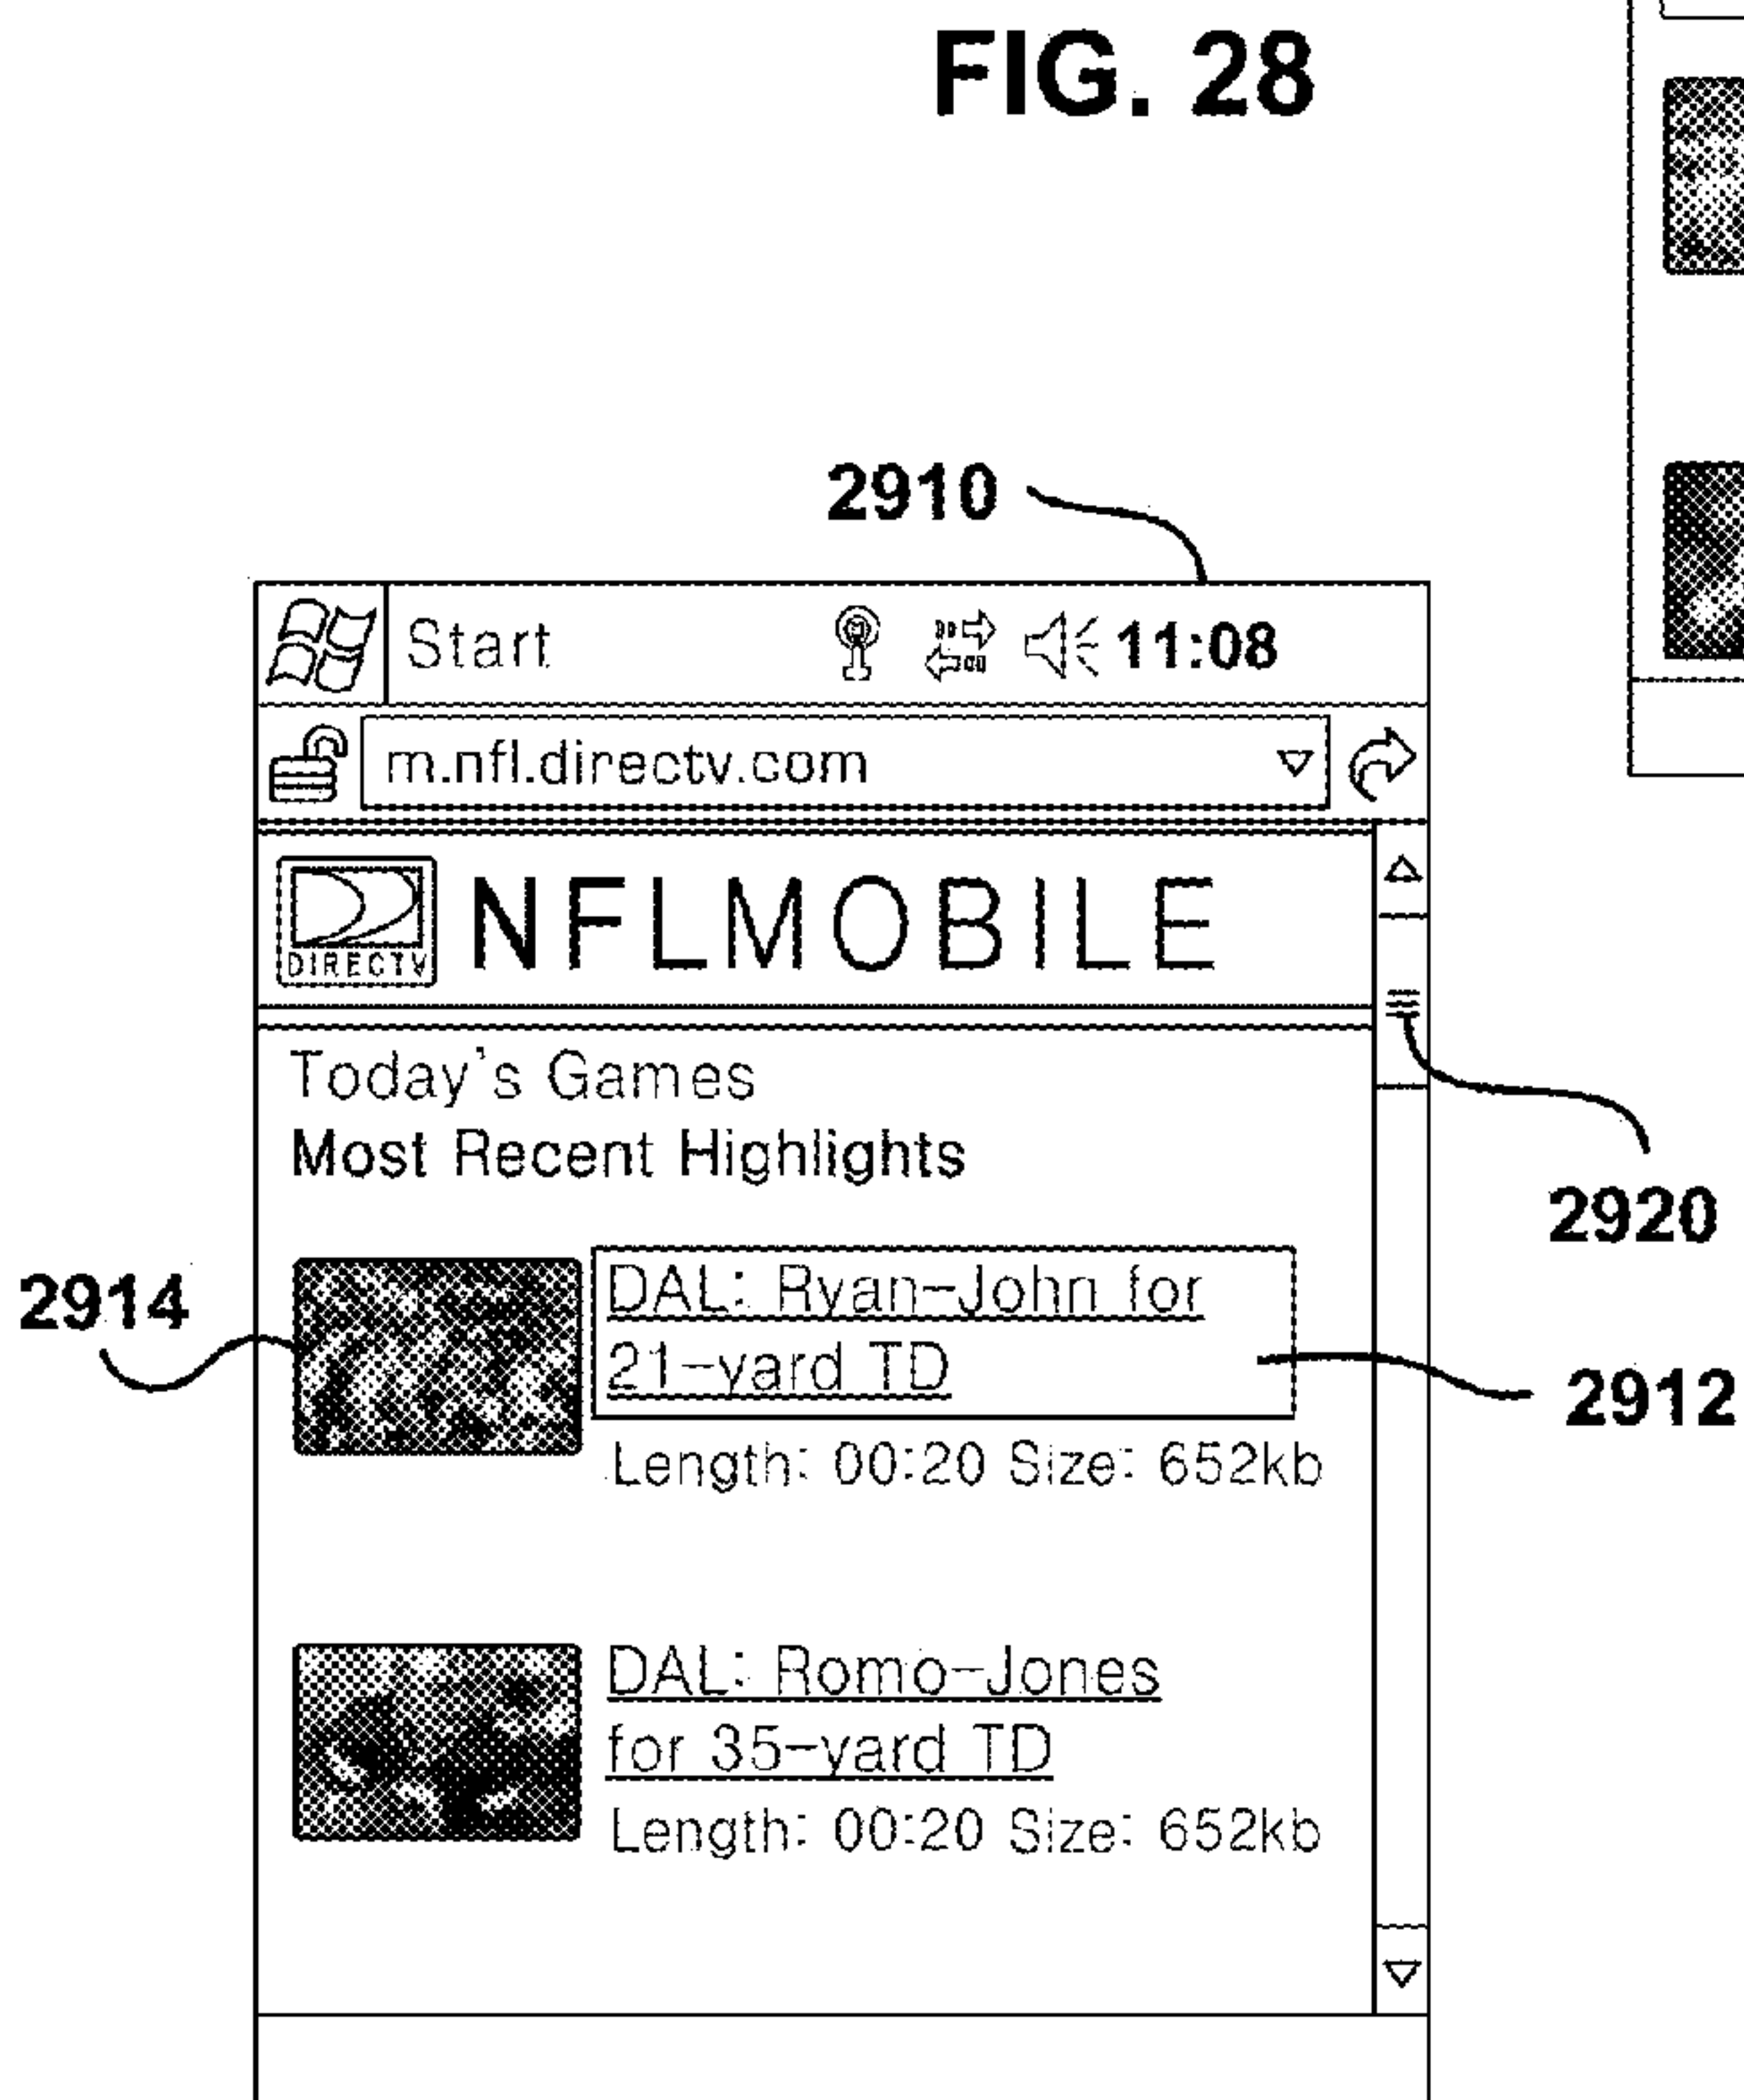 FIG. 28
2910
Start 11:08
m.nfl.directv.com
DIRECTV NFLMOBILE
Today's Games
Most Recent Highlights
2920
2914
DAL: Ryan-John for
21-yard TD
2912
Length: 00:20 Size: 652kb
DAL: Romo-Jones
for 35-yard TD
Length: 00:20 Size: 652kb